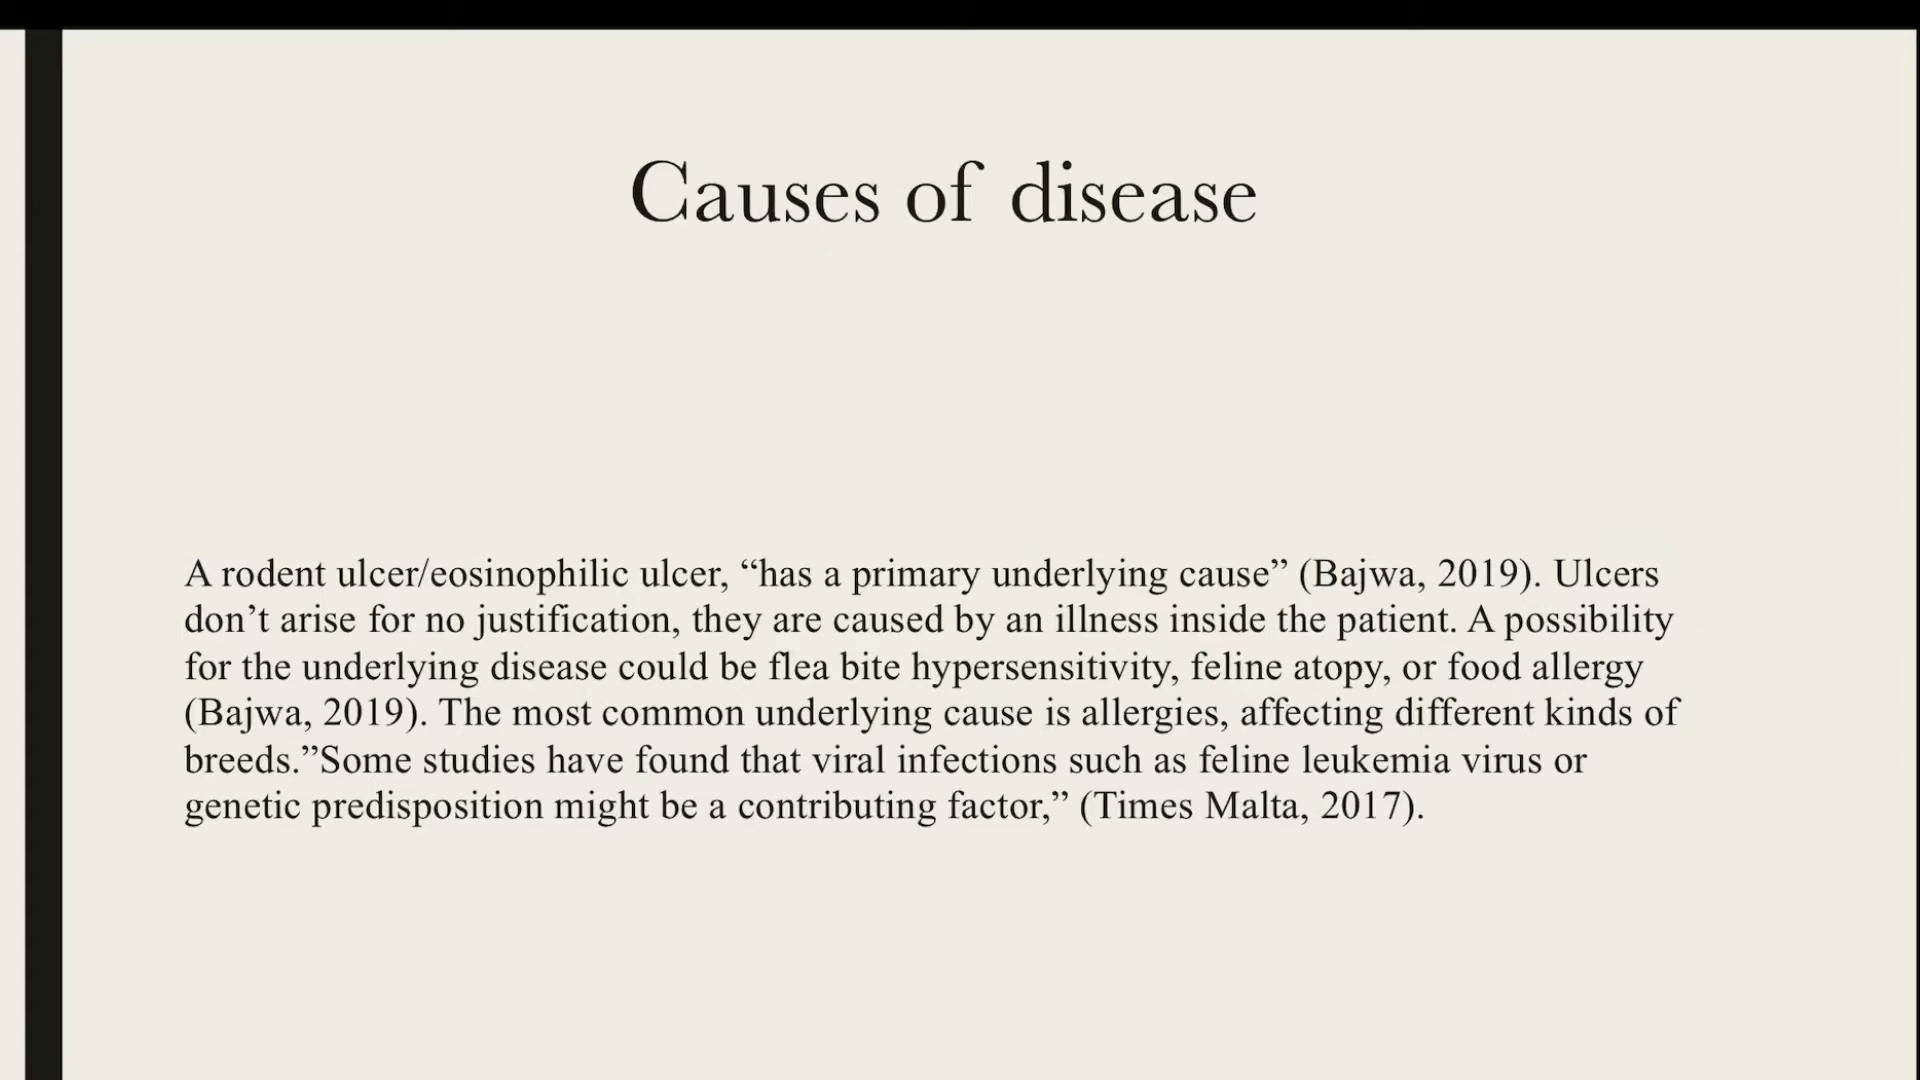 Causes of disease
A rodent ulcer/eosinophilic ulcer, “has a primary underlying cause” (Bajwa, 2019). Ulcers
don’t arise for no justification, they are caused by an illness inside the patient. A possibility
for the underlying disease could be flea bite hypersensitivity, feline atopy, or food allergy
(Bajwa, 2019). The most common underlying cause is allergies, affecting different kinds of
breeds.”Some studies have found that viral infections such as feline leukemia virus or
genetic predisposition might be a contributing factor,” (Times Malta, 2017).